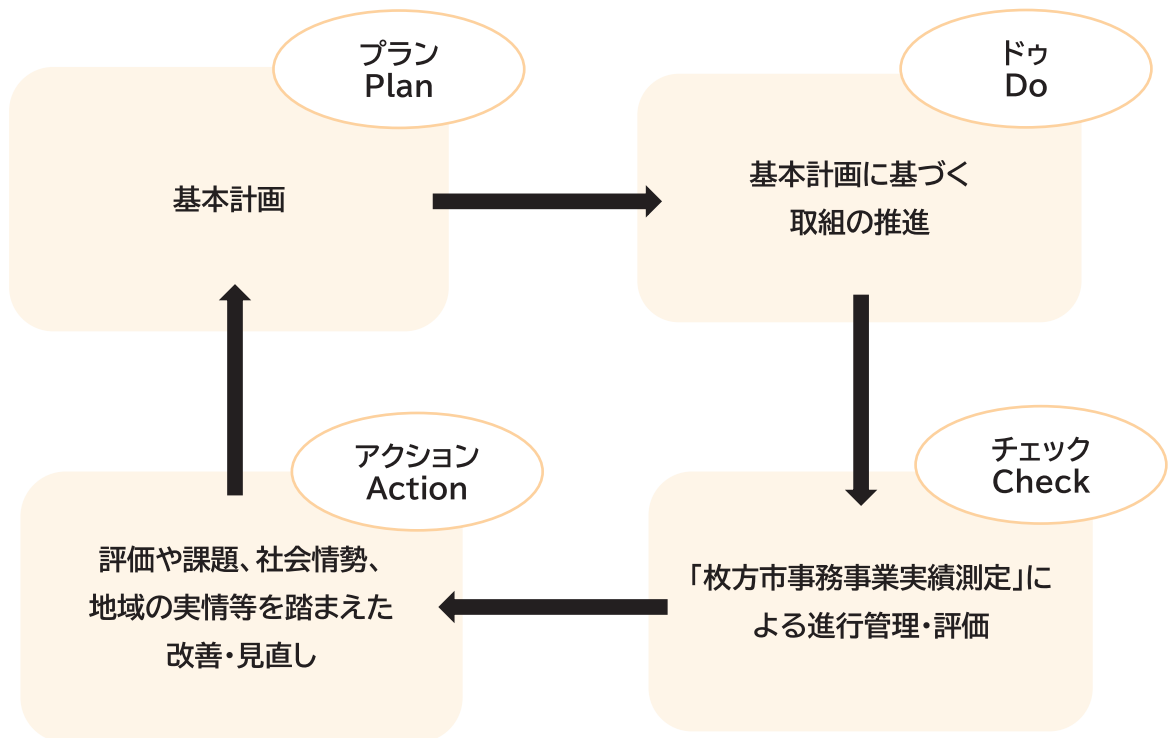 プラン
Plan
基本計画
ドゥ
Do
基本計画に基づく
取組の推進
チェック
Check
「枚方市事務事業実績測定」に
よる進行管理・評価
アクション
Action
評価や課題、社会情勢、
地域の実情等を踏まえた
改善・見直し